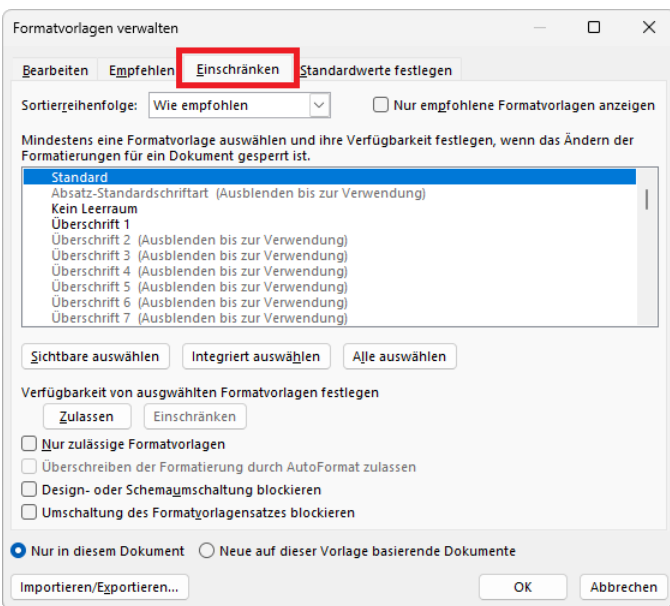 Formatvorlagen verwalten
Bearbeiten Empfehlen Einschränken Standardwerte festlegen
Sortierreihenfolge: Wie empfohlen Nur empfohlene Formatvorlagen anzeigen
Mindestens eine Formatvorlage auswählen und ihre Verfügbarkeit festlegen, wenn das Ändern der
Formatierungen für ein Dokument gesperrt ist.
Standard
Absatz-Standardschriftart (Ausblenden bis zur Verwendung)
Kein Leerraum
Überschrift 1
Überschrift 2 (Ausblenden bis zur Verwendung)
Überschrift 3 (Ausblenden bis zur Verwendung)
Überschrift 4 (Ausblenden bis zur Verwendung)
Überschrift 5 (Ausblenden bis zur Verwendung)
Überschrift 6 (Ausblenden bis zur Verwendung)
Überschrift 7 (Ausblenden bis zur Verwendung)
Sichtbare auswählen Integriert auswählen Alle auswählen
Verfügbarkeit von ausgwählten Formatvorlagen festlegen
Zulassen Einschränken
Nur zulässige Formatvorlagen
Überschreiben der Formatierung durch AutoFormat zulassen
Design- oder Schemaumschaltung blockieren
Umschaltung des Formatvorlagensatzes blockieren
Nur in diesem Dokument Neue auf dieser Vorlage basierende Dokumente
Importieren/Exportieren... OK Abbrechen